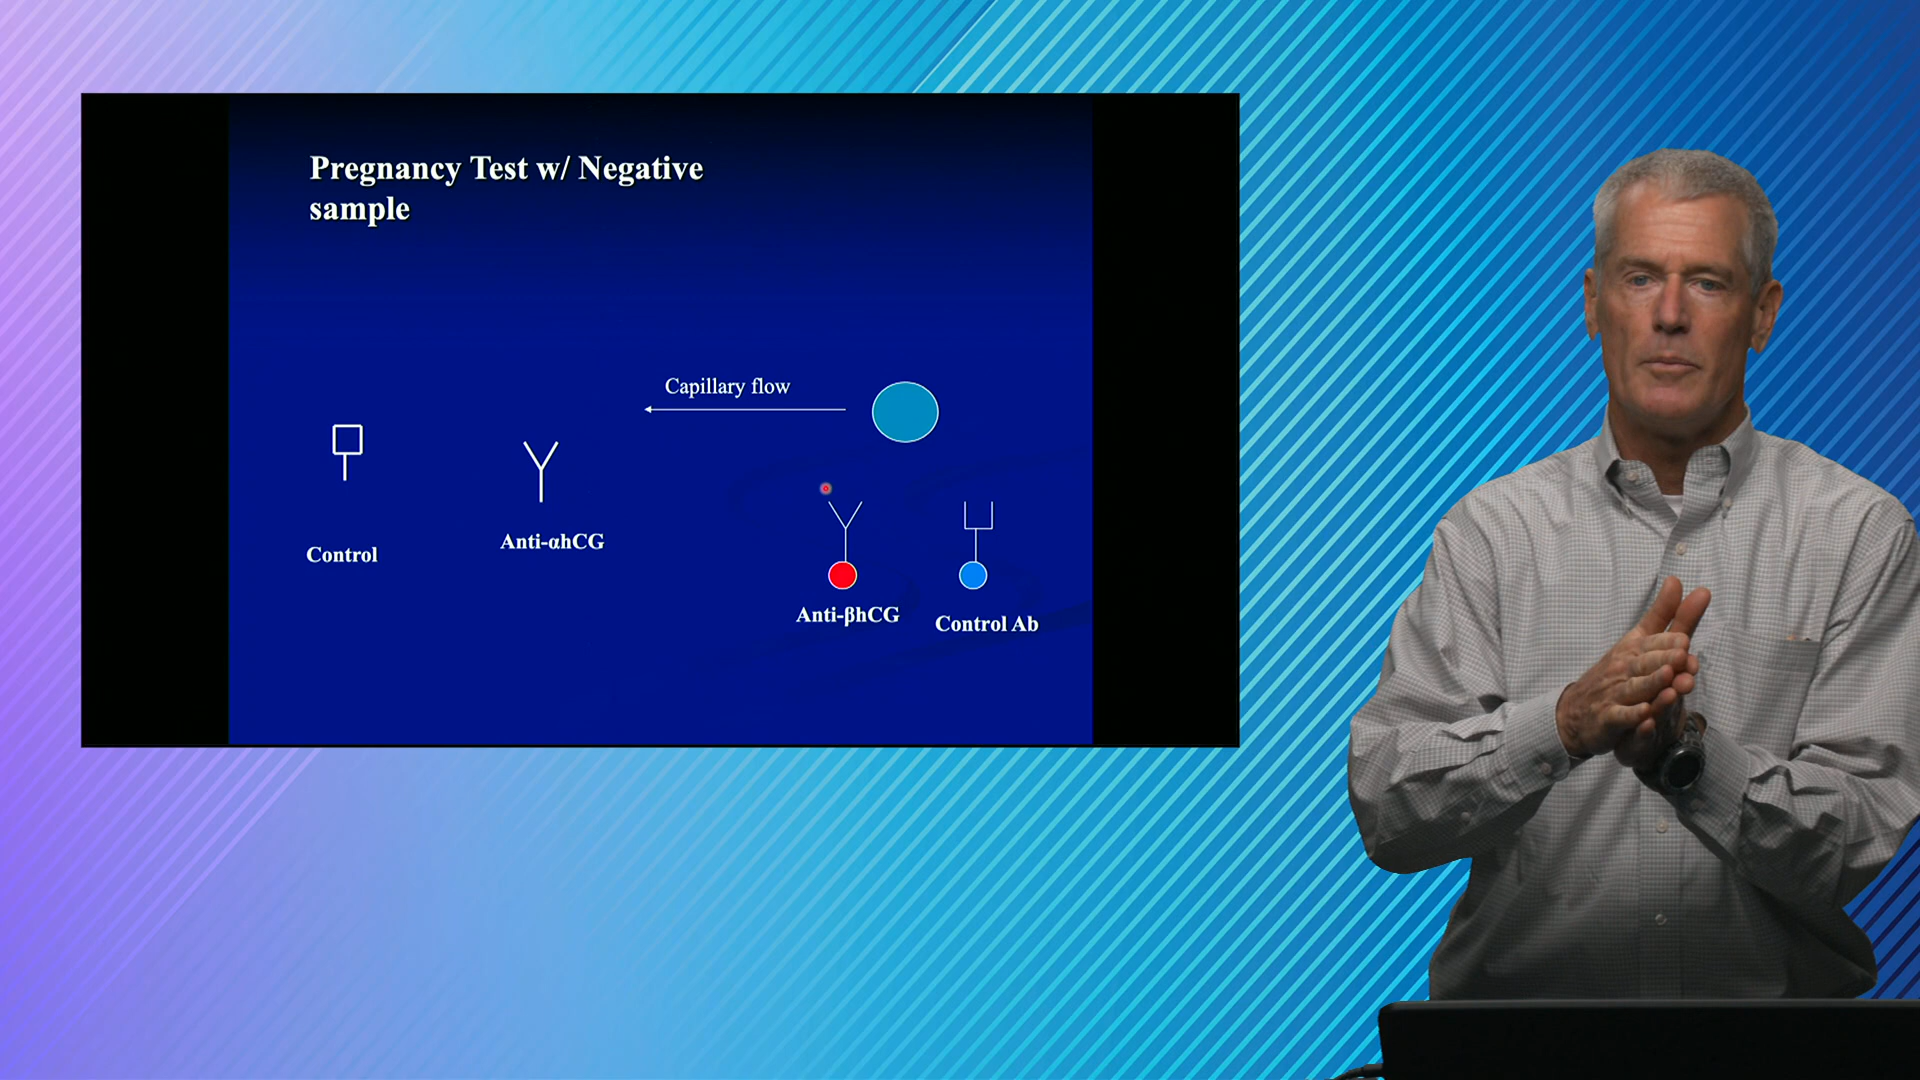 Pregnancy Test w/ Negative
sample
Capillary flow
Control
Anti-αhCG
Anti-βhCG
Control Ab